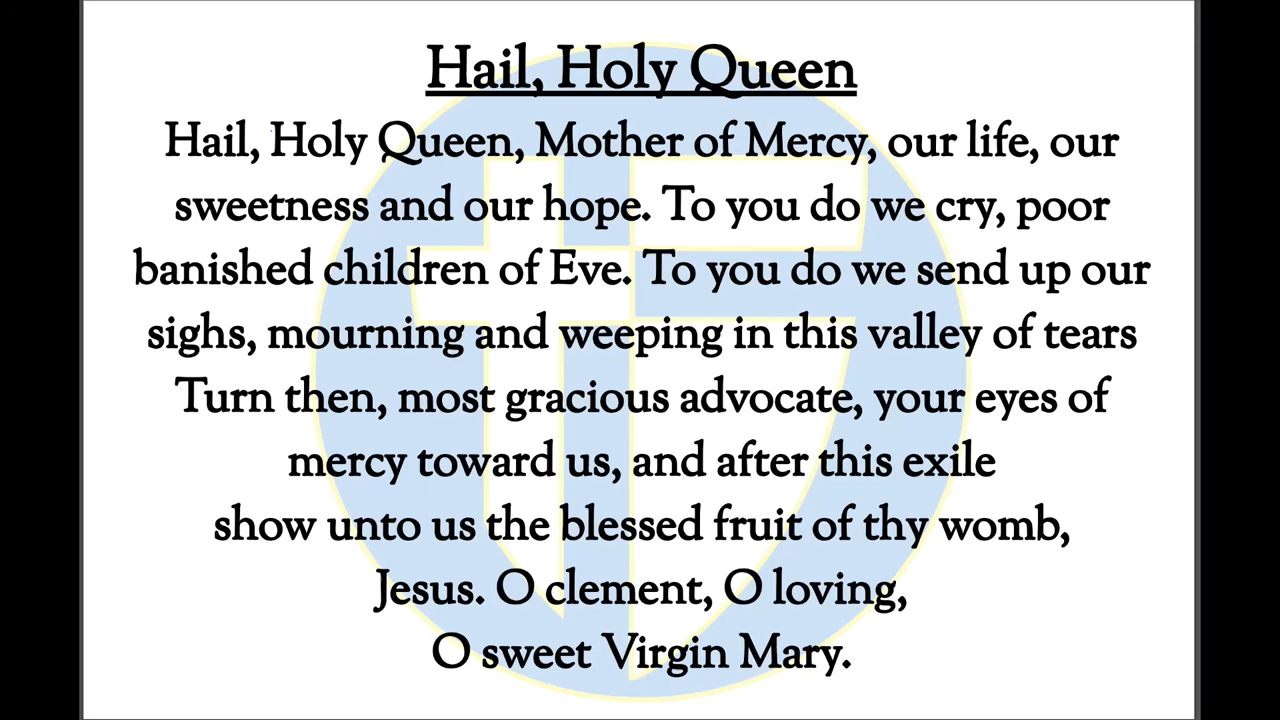 Hail, Holy Queen
Hail, Holy Queen, Mother of Mercy, our life, our
sweetness and our hope. To you do we cry, poor
banished children of Eve. To you do we send up our
sighs, mourning and weeping in this valley of tears
Turn then, most gracious advocate, your eyes of
mercy toward us, and after this exile
show unto us the blessed fruit of thy womb,
Jesus. O clement, O loving,
O sweet Virgin Mary.